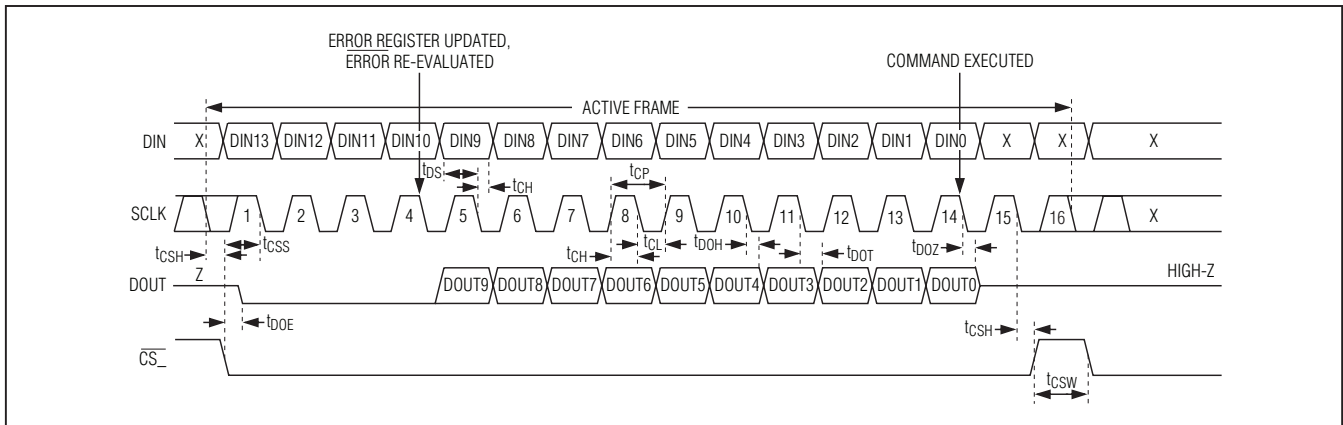 ERROR REGISTER UPDATED,
ERROR RE-EVALUATED
COMMAND EXECUTED
ACTIVE FRAME
DIN X DIN13 DIN12 DIN11 DIN10 DIN9 DIN8 DIN7 DIN6 DIN5 DIN4 DIN3 DIN2 DIN1 DIN0 X X X
tDS tCH tCP
SCLK 1 2 3 4 5 6 7 8 9 10 11 12 13 14 15 16 X
tCSH tCSS tCH tCL tDOH tDOT tDOZ
DOUT Z DOUT9 DOUT8 DOUT7 DOUT6 DOUT5 DOUT4 DOUT3 DOUT2 DOUT1 DOUT0 HIGH-Z
tDOE tCSH
CS_
tCSW